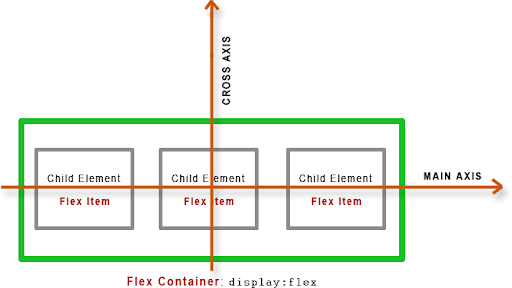 CROSS AXIS
Child Element
Flex Item
Child Element
Flex Item
Child Element
Flex Item
MAIN AXIS
Flex Container: display:flex